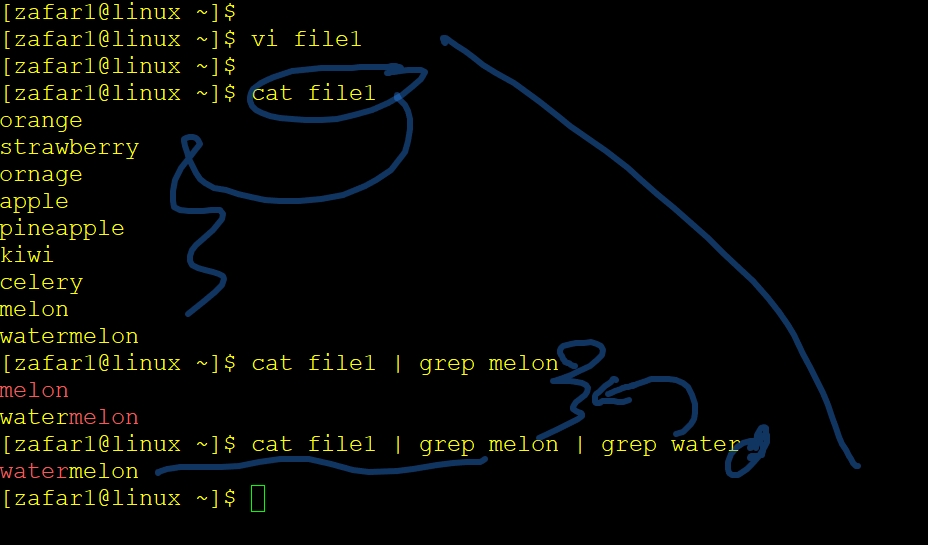 [zafar1@linux ~]$
[zafar1@linux ~]$ vi file1
[zafar1@linux ~]$
[zafar1@linux ~]$ cat file1
orange
strawberry
ornage
apple
pineapple
kiwi
celery
melon
watermelon
[zafar1@linux ~]$ cat file1 | grep melon
melon
watermelon
[zafar1@linux ~]$ cat file1 | grep melon | grep water
watermelon
[zafar1@linux ~]$